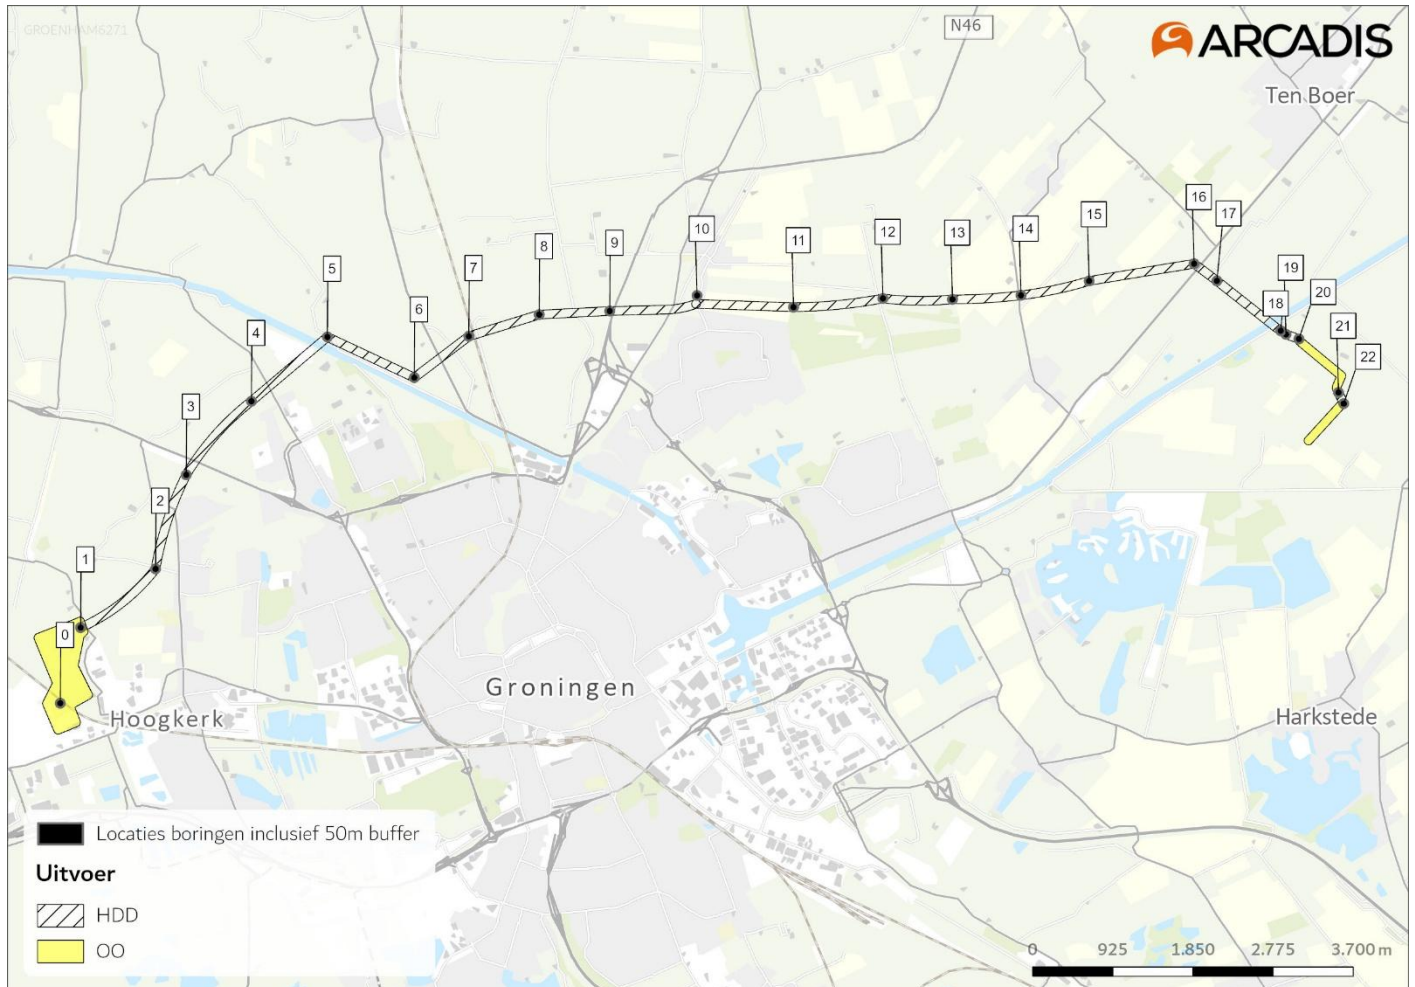 GROENHAM6271
N46
ARCADIS
Ten Boer
16
17
15
14
13
12
11
10
9
8
7
6
5
4
3
2
1
0
18
19
20
21
22
Groningen
Hoogkerk
Harkstede
Locaties boringen inclusief 50m buffer
Uitvoer
HDD
OO
0 925 1.850 2.775 3.700 m